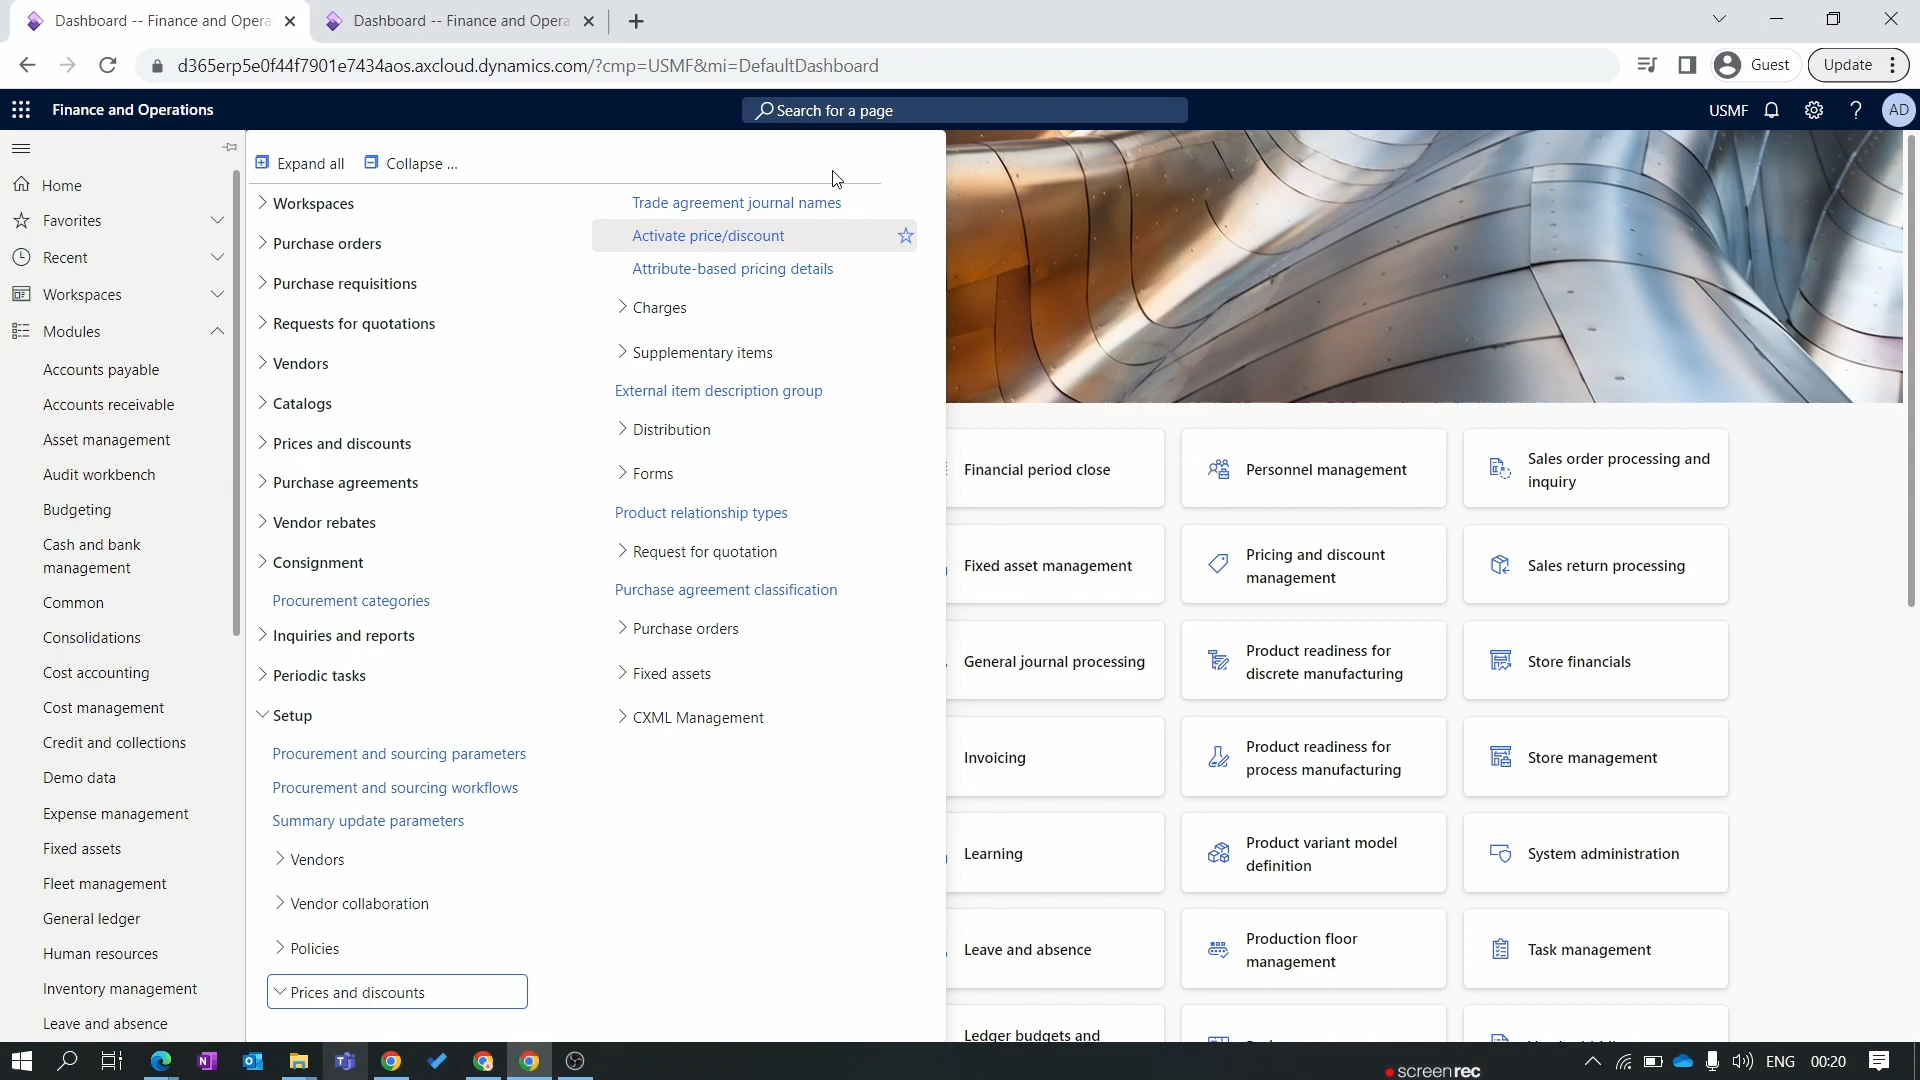 Dashboard -- Finance and Opera
Dashboard -- Finance and Opera
d365erp5e0f44f7901e7434aos.axcloud.dynamics.com/?cmp=USMF&mi=DefaultDashboard
Guest
Update
Finance and Operations
Search for a page
USMF
AD
Home
Favorites
Recent
Workspaces
Modules
Accounts payable
Accounts receivable
Asset management
Audit workbench
Budgeting
Cash and bank
management
Common
Consolidations
Cost accounting
Cost management
Credit and collections
Demo data
Expense management
Fixed assets
Fleet management
General ledger
Human resources
Inventory management
Leave and absence
Expand all
Collapse ...
Workspaces
Purchase orders
Purchase requisitions
Requests for quotations
Vendors
Catalogs
Prices and discounts
Purchase agreements
Vendor rebates
Consignment
Procurement categories
Inquiries and reports
Periodic tasks
Setup
Procurement and sourcing parameters
Procurement and sourcing workflows
Summary update parameters
Vendors
Vendor collaboration
Policies
Prices and discounts
Trade agreement journal names
Activate price/discount
Attribute-based pricing details
Charges
Supplementary items
External item description group
Distribution
Forms
Product relationship types
Request for quotation
Purchase agreement classification
Purchase orders
Fixed assets
CXML Management
Financial period close
Fixed asset management
General journal processing
Invoicing
Learning
Leave and absence
Ledger budgets and
Personnel management
Pricing and discount
management
Product readiness for
discrete manufacturing
Product readiness for
process manufacturing
Product variant model
definition
Production floor
management
Sales order processing and
inquiry
Sales return processing
Store financials
Store management
System administration
Task management
screenrec
ENG
00:20